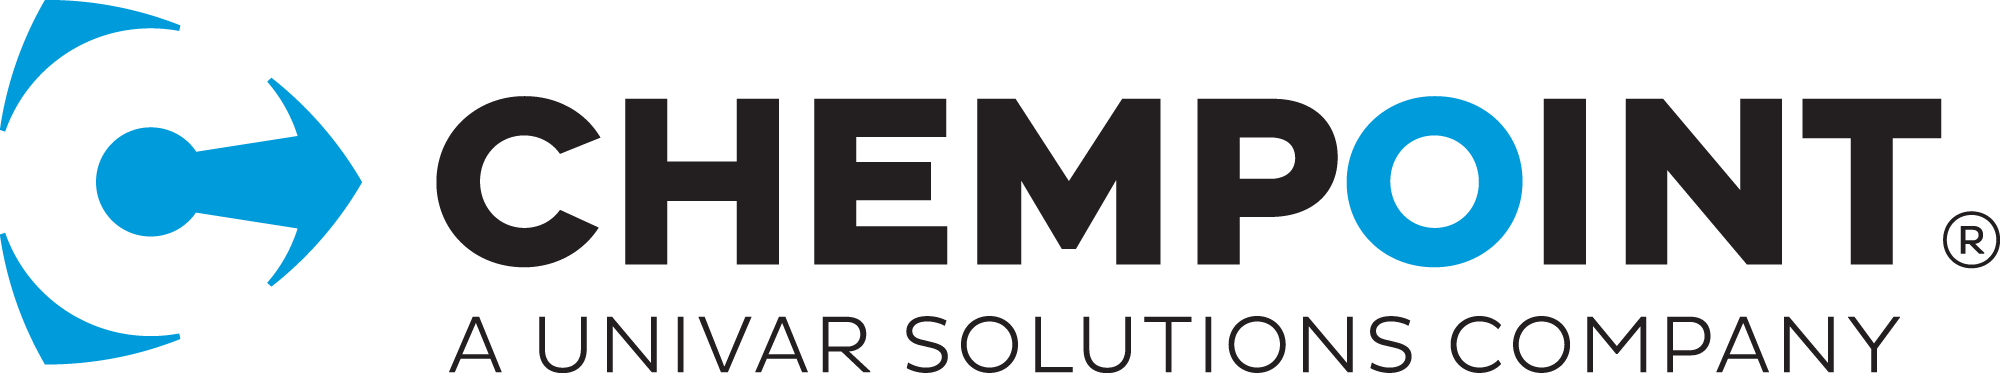 CHEMPOINT®
A UNIVAR SOLUTIONS COMPANY